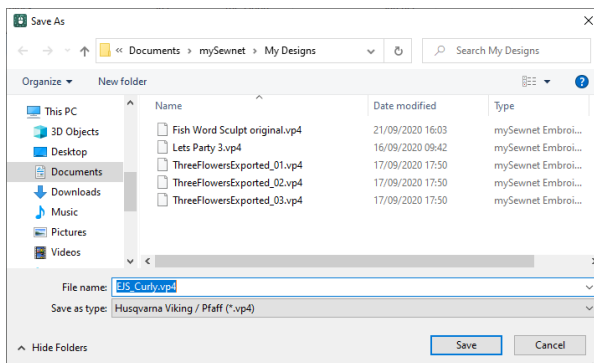 Save As
« Documents › mySewnet › My Designs
Search My Designs
Organize
New folder
This PC
3D Objects
Desktop
Documents
Downloads
Music
Pictures
Videos
Name Date modified Type
Fish Word Sculpt original.vp4 21/09/2020 16:03 mySewnet Embroi...
Lets Party 3.vp4 16/09/2020 09:42 mySewnet Embroi...
ThreeFlowersExported_01.vp4 17/09/2020 17:50 mySewnet Embroi...
ThreeFlowersExported_02.vp4 17/09/2020 17:50 mySewnet Embroi...
ThreeFlowersExported_03.vp4 17/09/2020 17:50 mySewnet Embroi...
File name: EJS_Curly.vp4
Save as type: Husqvarna Viking / Pfaff (*.vp4)
Hide Folders
Save
Cancel